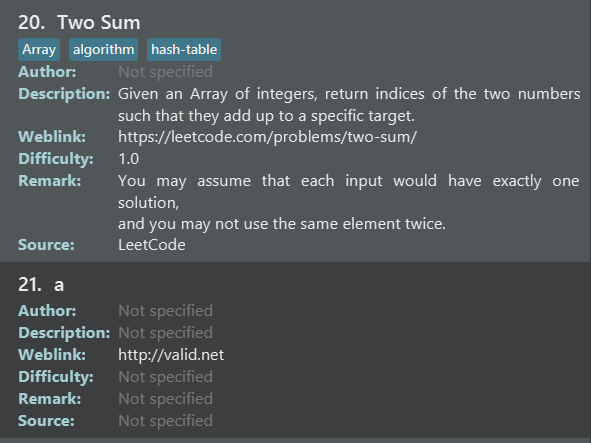 20. Two Sum
Array algorithm hash-table
Author: Not specified
Description: Given an Array of integers, return indices of the two numbers
such that they add up to a specific target.
Weblink: https://leetcode.com/problems/two-sum/
Difficulty: 1.0
Remark: You may assume that each input would have exactly one
solution,
and you may not use the same element twice.
Source: LeetCode
21. a
Author: Not specified
Description: Not specified
Weblink: http://valid.net
Difficulty: Not specified
Remark: Not specified
Source: Not specified